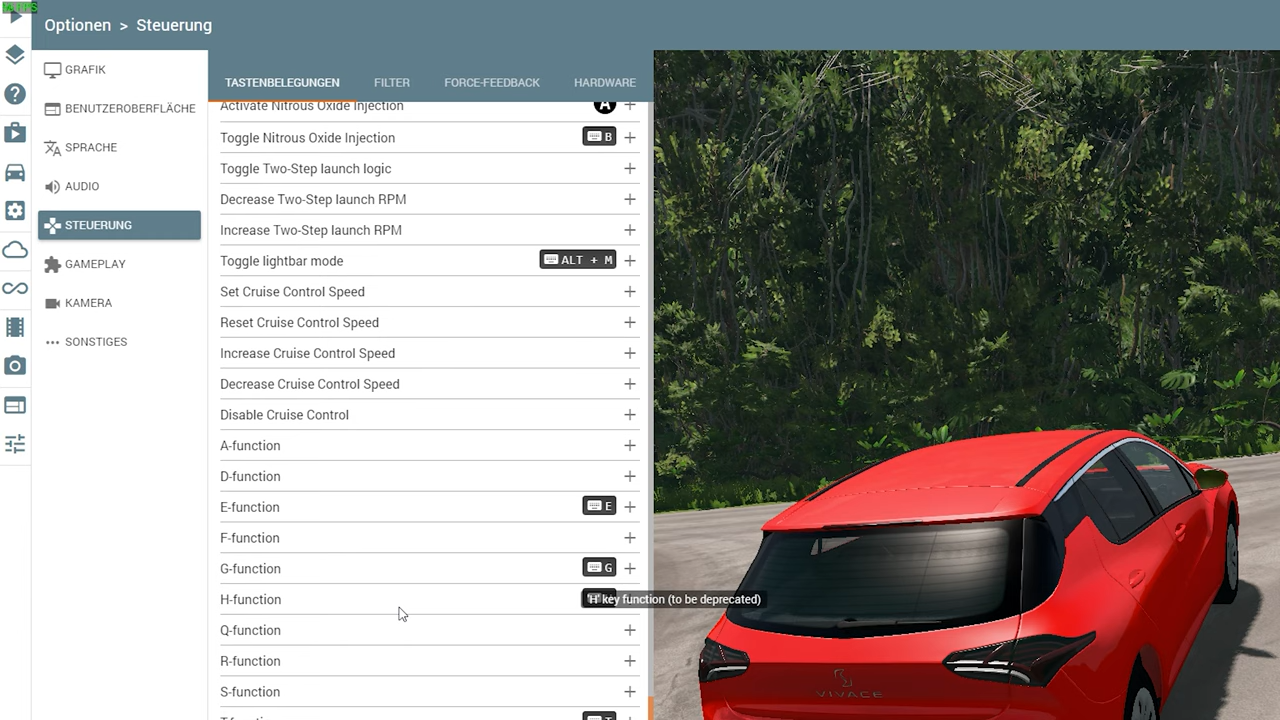 Optionen > Steuerung
GRAFIK
BENUTZEROBERFLÄCHE
SPRACHE
AUDIO
STEUERUNG
GAMEPLAY
KAMERA
SONSTIGES
TASTENBELEGUNGEN FILTER FORCE-FEEDBACK HARDWARE
Activate Nitrous Oxide Injection A +
Toggle Nitrous Oxide Injection B +
Toggle Two-Step launch logic +
Decrease Two-Step launch RPM +
Increase Two-Step launch RPM +
Toggle lightbar mode ALT + M +
Set Cruise Control Speed +
Reset Cruise Control Speed +
Increase Cruise Control Speed +
Decrease Cruise Control Speed +
Disable Cruise Control +
A-function +
D-function +
E-function E +
F-function +
G-function G +
H-function
'H' key function (to be deprecated)
Q-function +
R-function +
S-function +
VIVACE